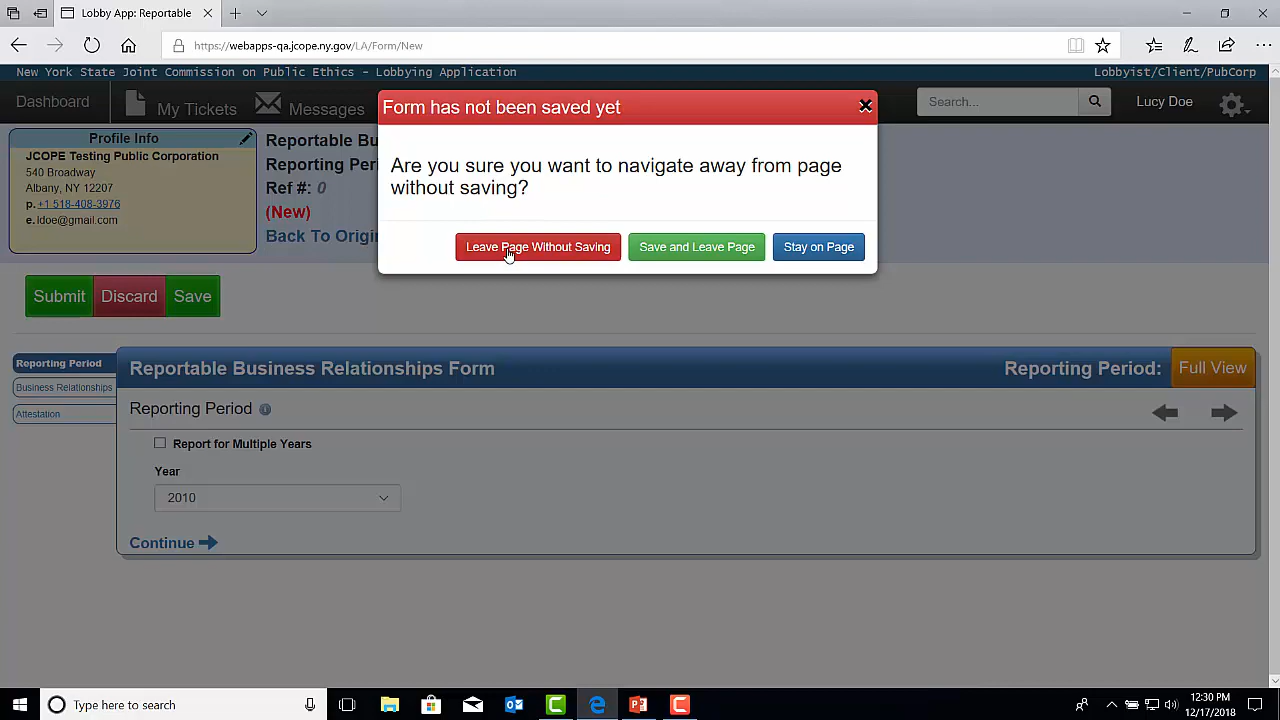 Lobby App: Reportable
https://webapps-qa.jcope.ny.gov/LA/Form/New
New York State Joint Commission on Public Ethics - Lobbying Application
Lobbyist/Client/PubCorp
Dashboard
My Tickets
Messages
Search...
Lucy Doe
Profile Info
JCOPE Testing Public Corporation
540 Broadway
Albany, NY 12207
p. +1 518-408-3976
e. ldoe@gmail.com
Reportable Bu
Reporting Peri
Ref #: 0
(New)
Back To Origin
Form has not been saved yet
Are you sure you want to navigate away from page
without saving?
Leave Page Without Saving
Save and Leave Page
Stay on Page
Submit
Discard
Save
Reporting Period
Business Relationships
Attestation
Reportable Business Relationships Form
Reporting Period:
Full View
Reporting Period
Report for Multiple Years
Year
2010
Continue
Type here to search
12:30 PM
12/17/2018